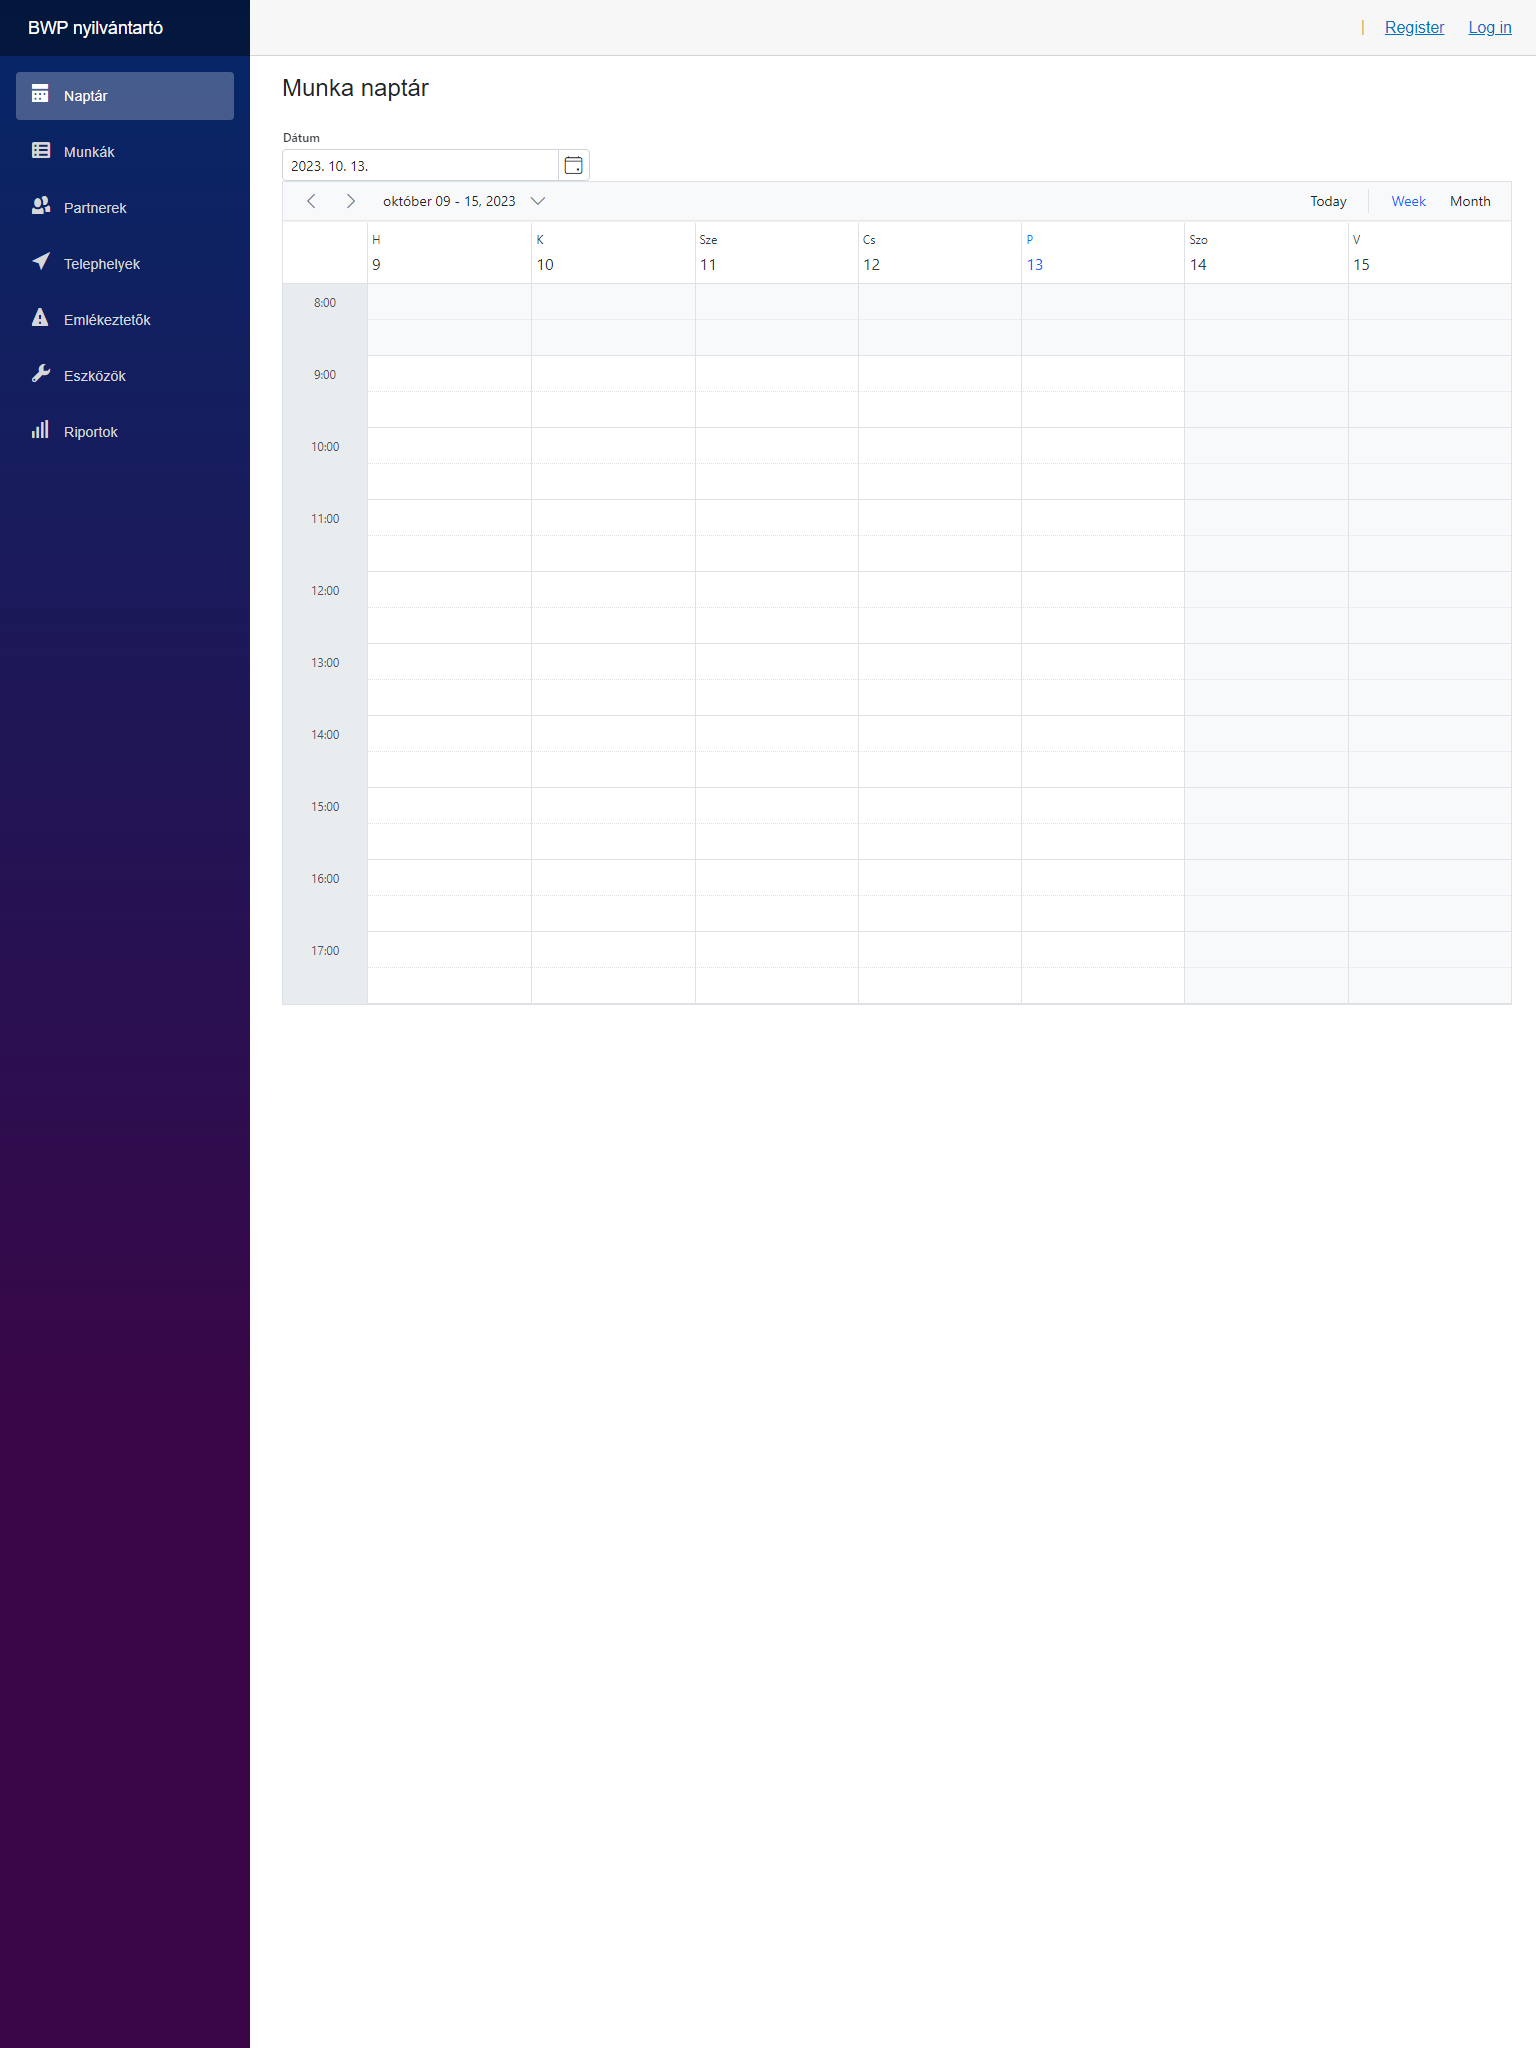 BWP nyilvántartó
| Register Log in
Naptár
Munkák
Partnerek
Telephelyek
Emlékeztetők
Eszközök
Riportok
Munka naptár
Dátum
2023. 10. 13.
október 09 - 15, 2023 Today Week Month
H K Sze Cs P Szo V
9 10 11 12 13 14 15
8:00
9:00
10:00
11:00
12:00
13:00
14:00
15:00
16:00
17:00